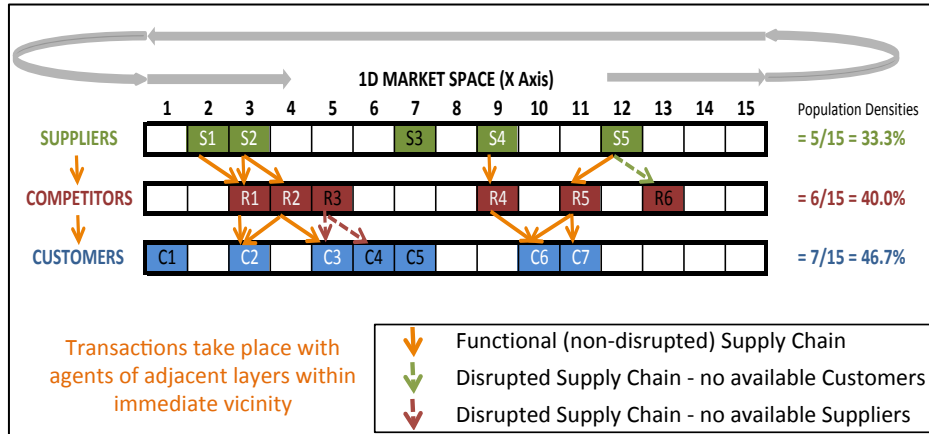 1D MARKET SPACE (X Axis)
1 2 3 4 5 6 7 8 9 10 11 12 13 14 15
Population Densities
SUPPLIERS S1 S2 S3 S4 S5 = 5/15 = 33.3%
COMPETITORS R1 R2 R3 R4 R5 R6 = 6/15 = 40.0%
CUSTOMERS C1 C2 C3 C4 C5 C6 C7 = 7/15 = 46.7%
Transactions take place with
agents of adjacent layers within
immediate vicinity
Functional (non-disrupted) Supply Chain
Disrupted Supply Chain - no available Customers
Disrupted Supply Chain - no available Suppliers